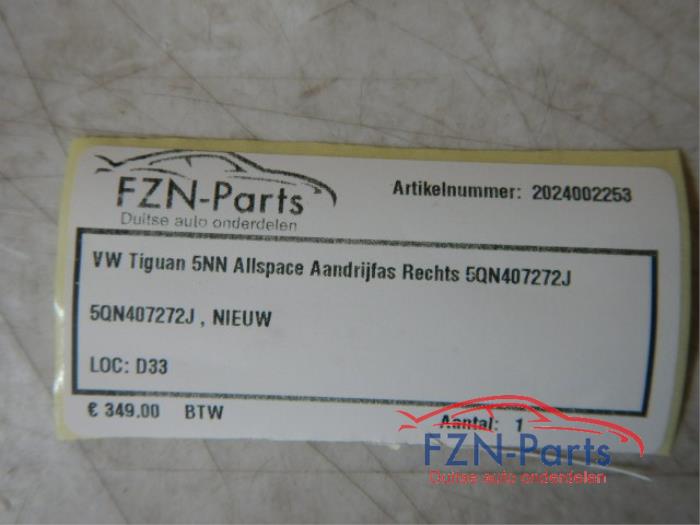 FZN-Parts
Duitse auto onderdelen
Artikelnummer: 2024002253
VW Tiguan 5NN Allspace Aandrijfas Rechts 5QN407272J
5QN407272J , NIEUW
LOC: D33
€ 349.00 BTW
Aantal: 1
FZN-Parts
Duitse auto onderdelen